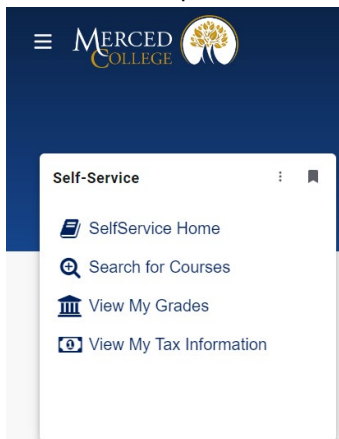 MERCED
COLLEGE
Self-Service
SelfService Home
Search for Courses
View My Grades
View My Tax Information